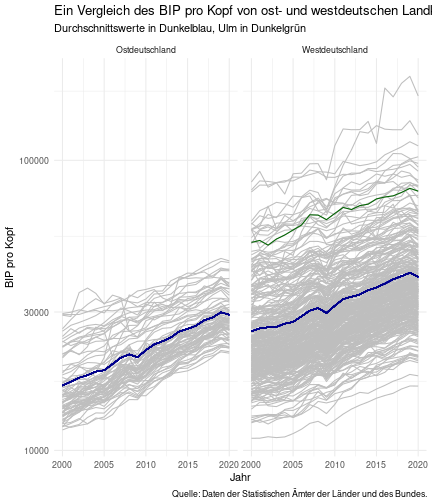 Ein Vergleich des BIP pro Kopf von ost- und westdeutschen Landl
Durchschnittswerte in Dunkelblau, Ulm in Dunkelgrün
Ostdeutschland
Westdeutschland
BIP pro Kopf
100000
30000
10000
2000 2005 2010 2015 2020
2000 2005 2010 2015 2020
Jahr
Quelle: Daten der Statistischen Ämter der Länder und des Bundes.